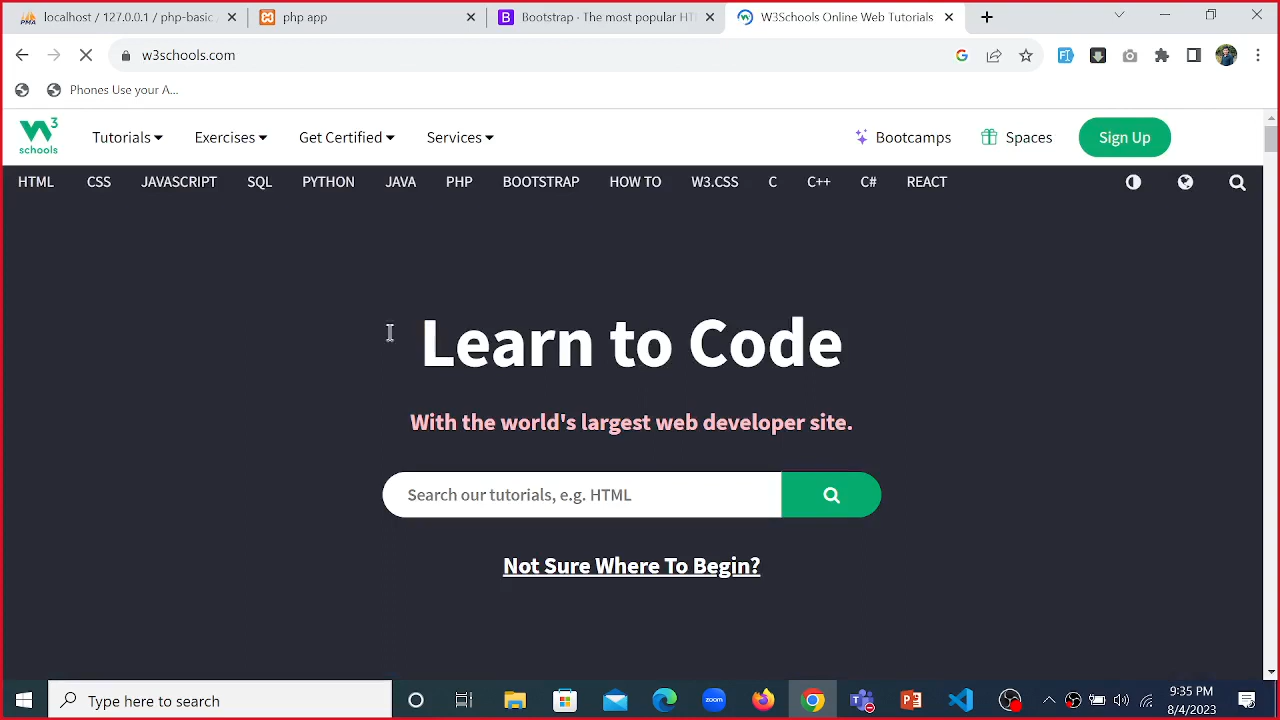 localhost / 127.0.0.1 / php-basic
php app
Bootstrap · The most popular HT
W3Schools Online Web Tutorials
w3schools.com
Phones Use your A...
W 3
schools
Tutorials
Exercises
Get Certified
Services
Bootcamps
Spaces
Sign Up
HTML
CSS
JAVASCRIPT
SQL
PYTHON
JAVA
PHP
BOOTSTRAP
HOW TO
W3.CSS
C
C++
C#
REACT
Learn to Code
With the world's largest web developer site.
Search our tutorials, e.g. HTML
Not Sure Where To Begin?
Type here to search
zoom
9:35 PM
8/4/2023